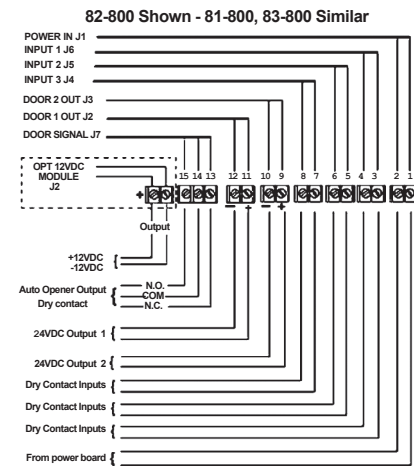 82-800 Shown - 81-800, 83-800 Similar
POWER IN J1
INPUT 1 J6
INPUT 2 J5
INPUT 3 J4
DOOR 2 OUT J3
DOOR 1 OUT J2
DOOR SIGNAL J7
OPT 12VDC
MODULE
J2
15 14 13 12 11 10 9 8 7 6 5 4 3 2 1
+
Output
- + - +
+12VDC
-12VDC
Auto Opener Output
Dry contact
N.O.
COM
N.C.
24VDC Output 1
24VDC Output 2
Dry Contact Inputs
Dry Contact Inputs
Dry Contact Inputs
From power board